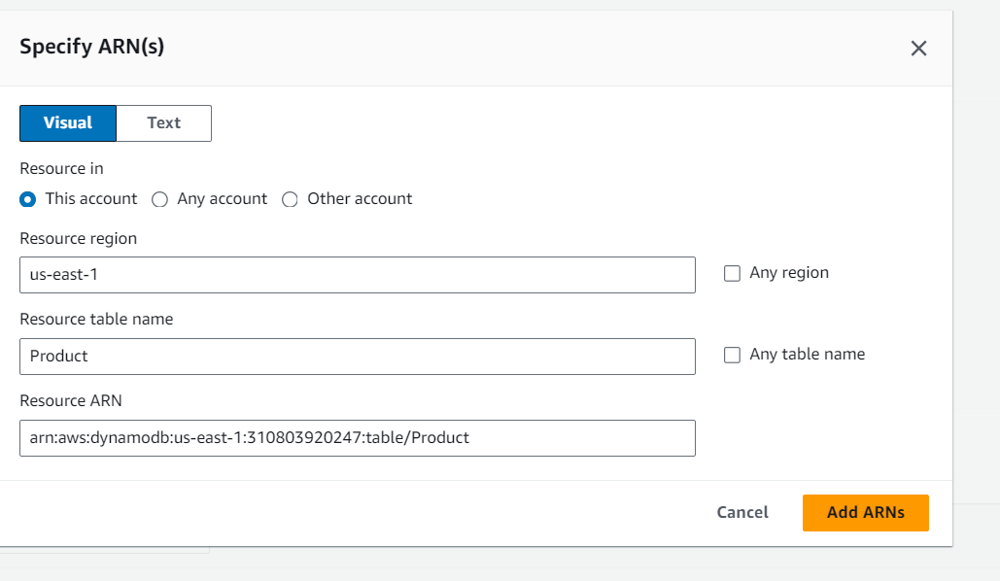 Specify ARN(s)
Visual Text
Resource in
This account Any account Other account
Resource region
us-east-1 Any region
Resource table name
Product Any table name
Resource ARN
arn:aws:dynamodb:us-east-1:310803920247:table/Product
Cancel Add ARNs